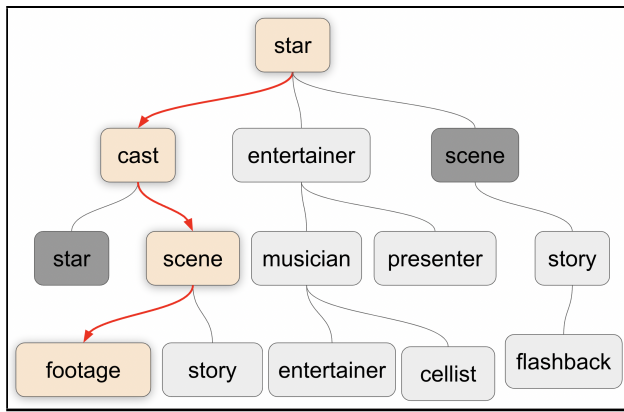 star
cast
entertainer
scene
star
scene
musician
presenter
story
footage
story
entertainer
cellist
flashback